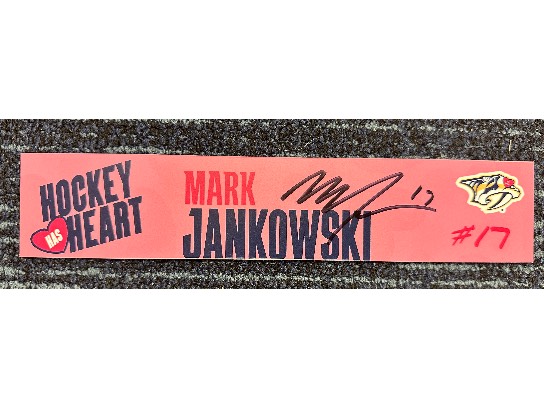 HOCKEY
HAS
HEART
MARK
JANKOWSKI
17
#17